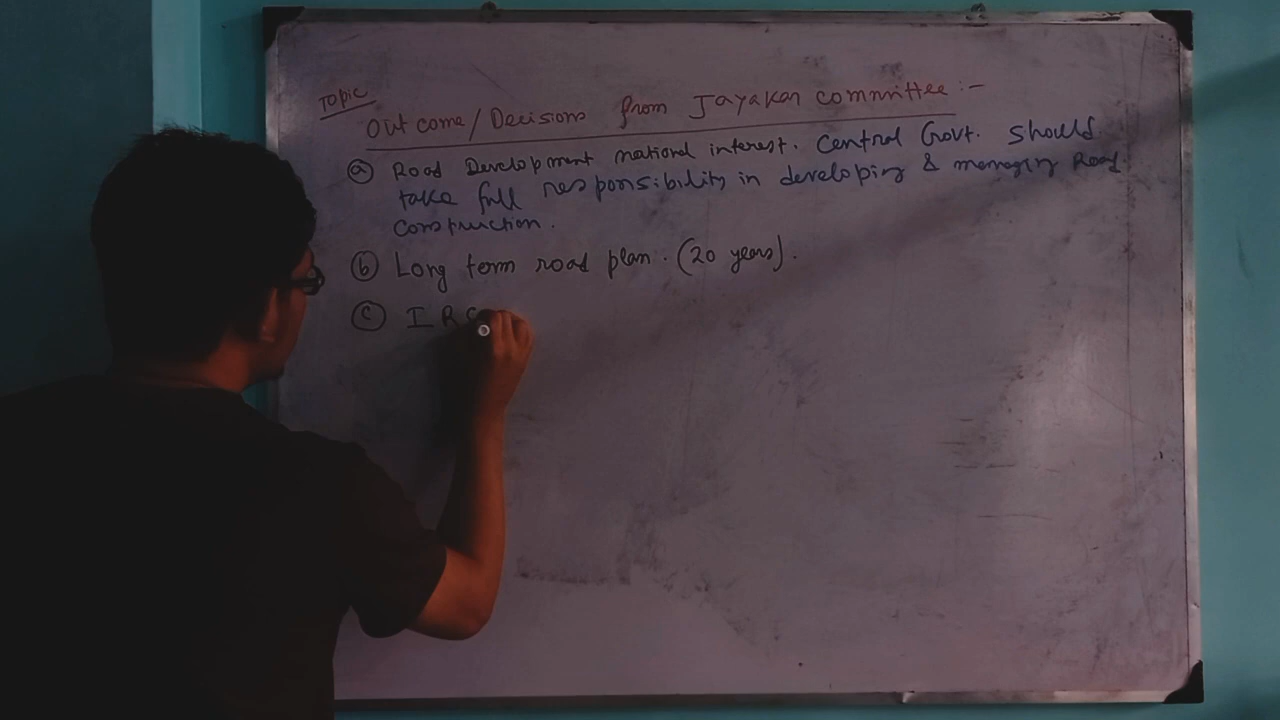 Topic
Out come/Decisions from Jayakar committee :-
(a) Road Development national interest. Central Govt. should
take full responsibility in developing & managing Road
construction.
(b) Long term road plan. (20 years).
(c) IRC